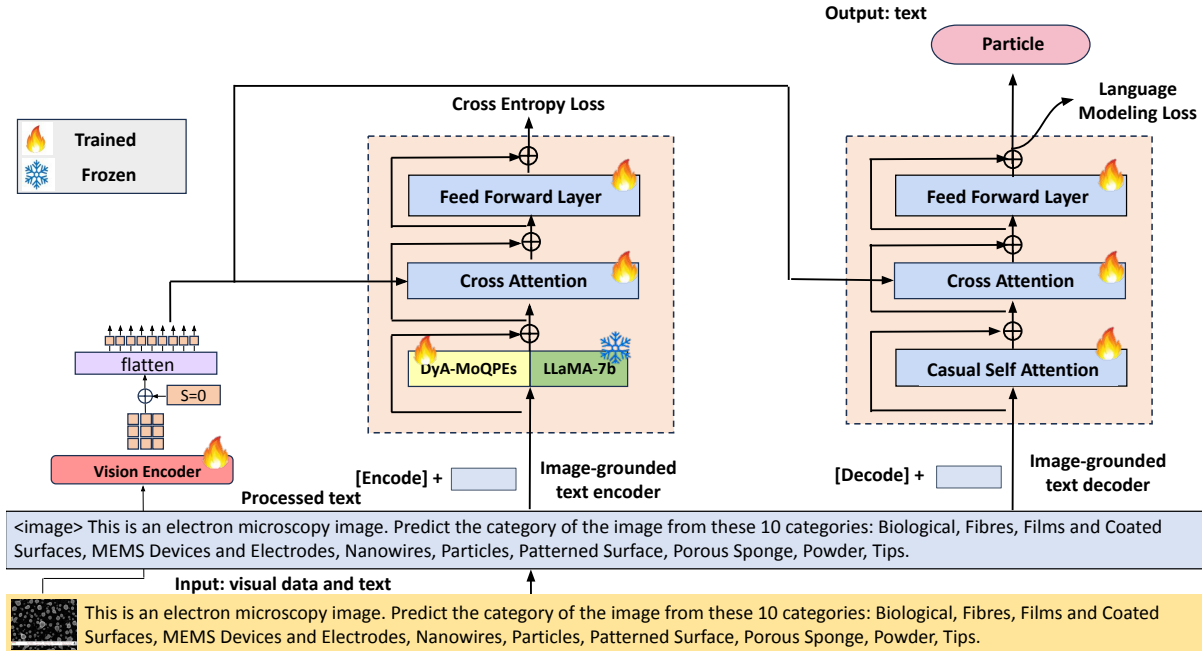 Output: text
Particle
Language
Modeling Loss
Cross Entropy Loss
Trained
Frozen
Feed Forward Layer
Feed Forward Layer
Cross Attention
Cross Attention
flatten
DyA-MoQPEs
LLaMA-7b
Casual Self Attention
S=0
Vision Encoder
[Encode] +
Image-grounded
text encoder
[Decode] +
Image-grounded
text decoder
Processed text
<image> This is an electron microscopy image. Predict the category of the image from these 10 categories: Biological, Fibres, Films and Coated
Surfaces, MEMS Devices and Electrodes, Nanowires, Particles, Patterned Surface, Porous Sponge, Powder, Tips.
Input: visual data and text
This is an electron microscopy image. Predict the category of the image from these 10 categories: Biological, Fibres, Films and Coated
Surfaces, MEMS Devices and Electrodes, Nanowires, Particles, Patterned Surface, Porous Sponge, Powder, Tips.